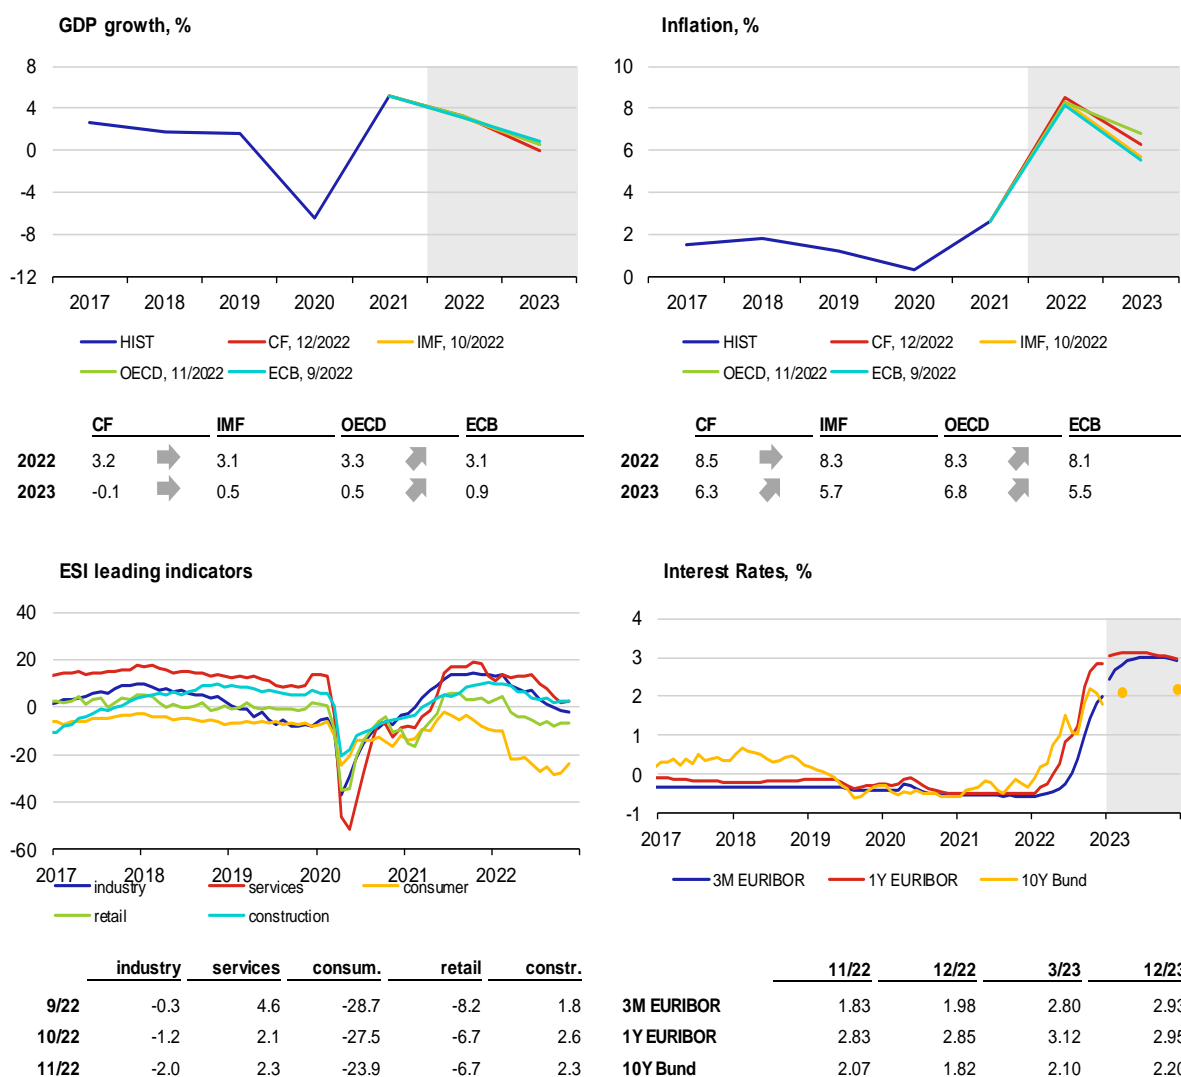 GDP growth, %
8
4
0
-4
-8
-12
2017 2018 2019 2020 2021 2022 2023
HIST CF, 12/2022 IMF, 10/2022
OECD, 11/2022 ECB, 9/2022
CF IMF OECD ECB
2022 3.2 3.1 3.3 3.1
2023 -0.1 0.5 0.5 0.9
Inflation, %
10
8
6
4
2
0
2017 2018 2019 2020 2021 2022 2023
HIST CF, 12/2022 IMF, 10/2022
OECD, 11/2022 ECB, 9/2022
CF IMF OECD ECB
2022 8.5 8.3 8.3 8.1
2023 6.3 5.7 6.8 5.5
ESI leading indicators
40
20
0
-20
-40
-60
2017 2018 2019 2020 2021 2022
industry services consumer
retail construction
industry services consum. retail constr.
9/22 -0.3 4.6 -28.7 -8.2 1.8
10/22 -1.2 2.1 -27.5 -6.7 2.6
11/22 -2.0 2.3 -23.9 -6.7 2.3
Interest Rates, %
4
3
2
1
0
-1
2017 2018 2019 2020 2021 2022 2023
3M EURIBOR 1Y EURIBOR 10Y Bund
11/22 12/22 3/23 12/23
3M EURIBOR 1.83 1.98 2.80 2.93
1Y EURIBOR 2.83 2.85 3.12 2.95
10Y Bund 2.07 1.82 2.10 2.20